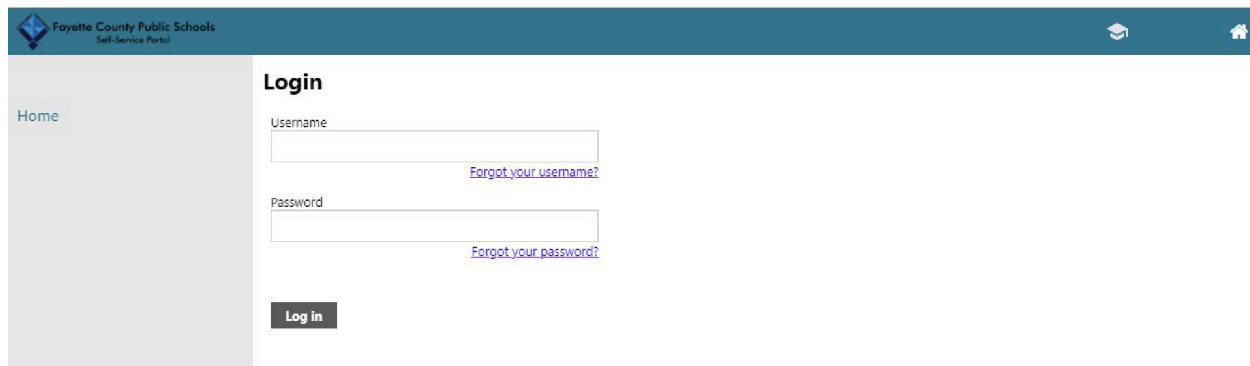 Fayette County Public Schools
Self-Service Portal
Home
Login
Username
Forgot your username?
Password
Forgot your password?
Log in